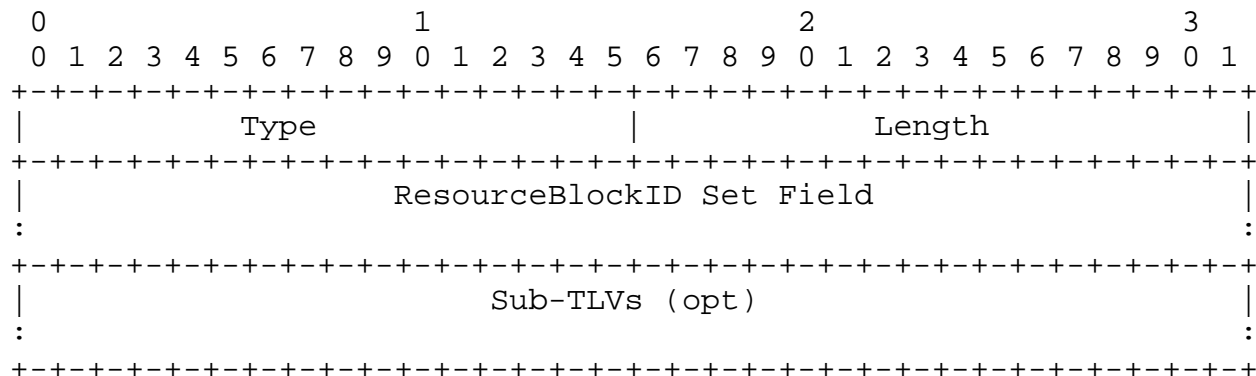 0                   1                   2                   3
 0 1 2 3 4 5 6 7 8 9 0 1 2 3 4 5 6 7 8 9 0 1 2 3 4 5 6 7 8 9 0 1
+-+-+-+-+-+-+-+-+-+-+-+-+-+-+-+-+-+-+-+-+-+-+-+-+-+-+-+-+-+-+-+-+
|           Type                |            Length             |
+-+-+-+-+-+-+-+-+-+-+-+-+-+-+-+-+-+-+-+-+-+-+-+-+-+-+-+-+-+-+-+-+
|                   ResourceBlockID Set Field                   |
:                                                               :
+-+-+-+-+-+-+-+-+-+-+-+-+-+-+-+-+-+-+-+-+-+-+-+-+-+-+-+-+-+-+-+-+
|                        Sub-TLVs (opt)                         |
:                                                               :
+-+-+-+-+-+-+-+-+-+-+-+-+-+-+-+-+-+-+-+-+-+-+-+-+-+-+-+-+-+-+-+-+